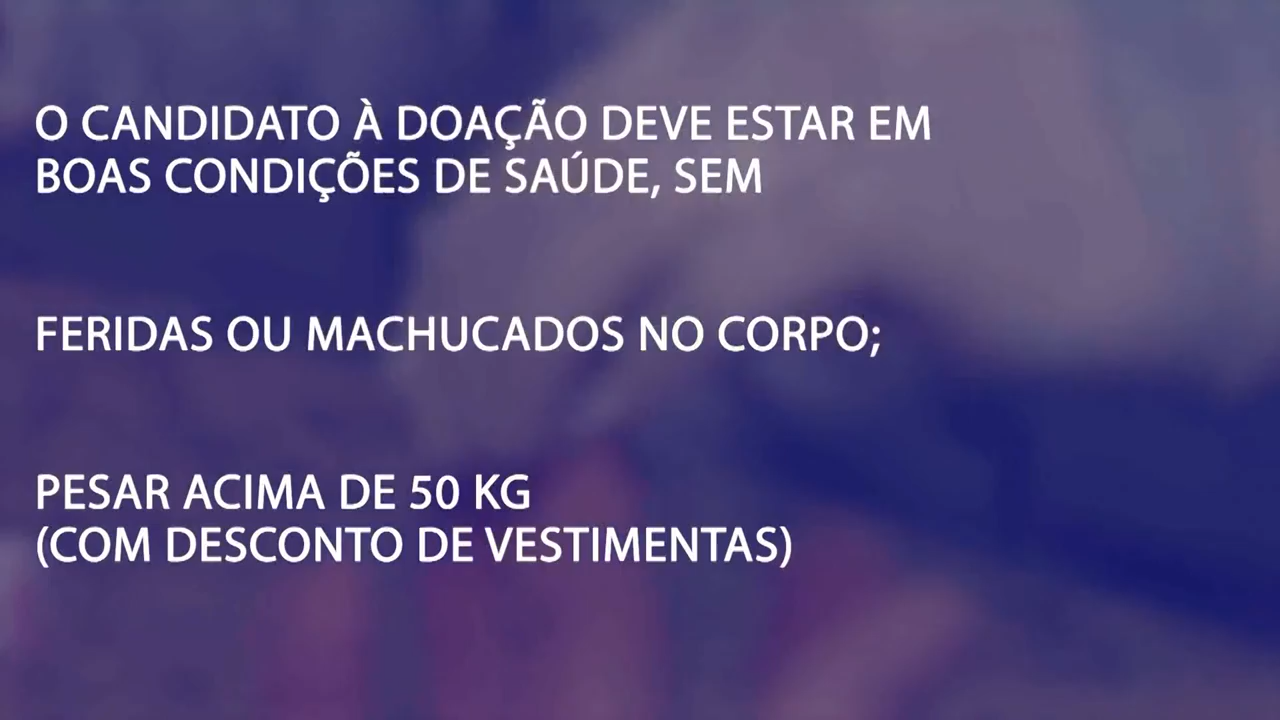 O CANDIDATO À DOAÇÃO DEVE ESTAR EM
BOAS CONDIÇÕES DE SAÚDE, SEM
FERIDAS OU MACHUCADOS NO CORPO;
PESAR ACIMA DE 50 KG
(COM DESCONTO DE VESTIMENTAS)